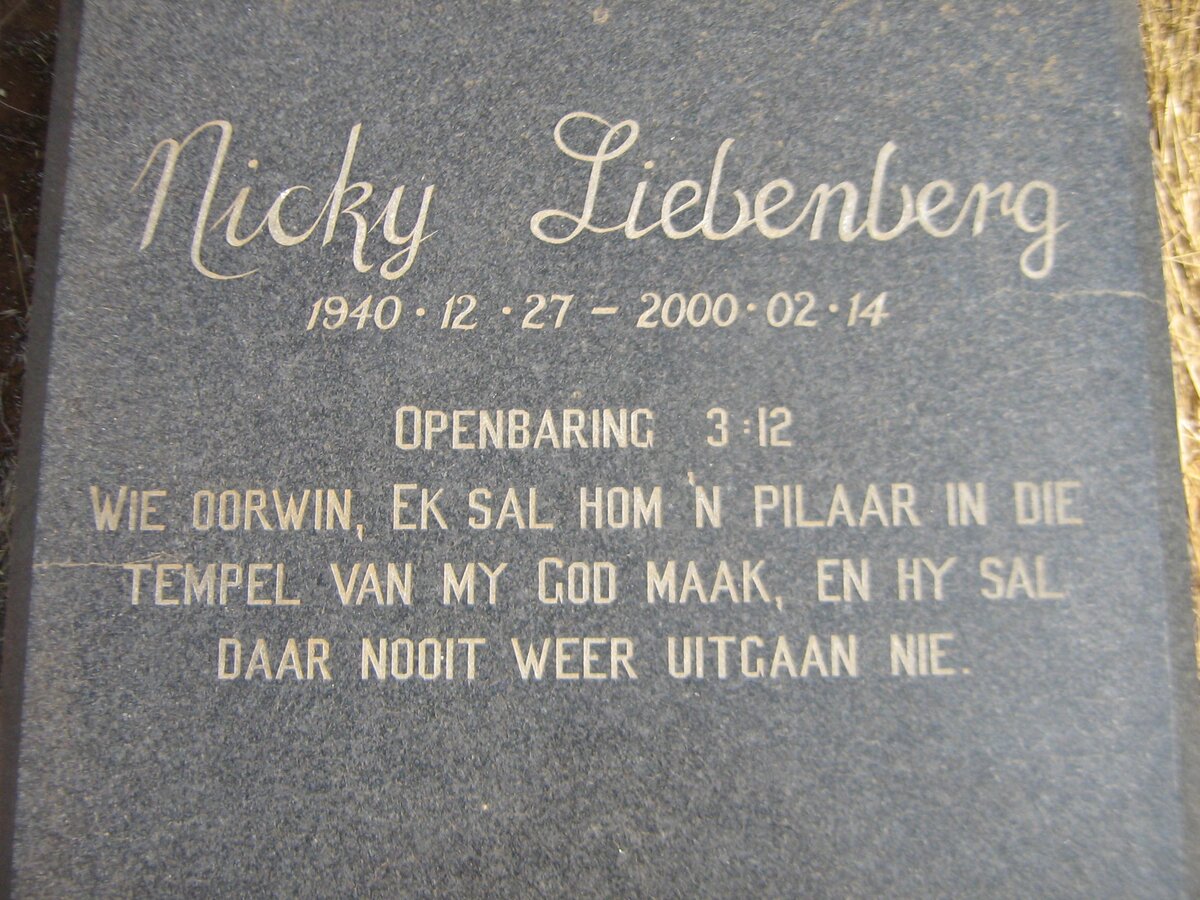 Nicky Liebenberg
1940·12·27 – 2000·02·14
OPENBARING 3:12
WIE OORWIN, EK SAL HOM 'N PILAAR IN DIE
TEMPEL VAN MY GOD MAAK, EN HY SAL
DAAR NOOIT WEER UITGAAN NIE.